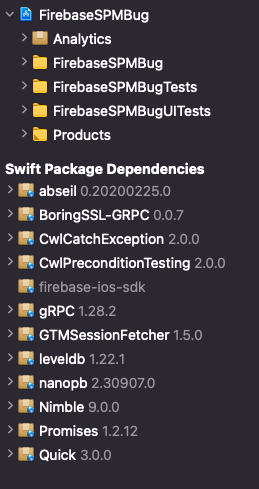 FirebaseSPMBug
Analytics
FirebaseSPMBug
FirebaseSPMBugTests
FirebaseSPMBugUITests
Products
Swift Package Dependencies
abseil 0.20200225.0
BoringSSL-GRPC 0.0.7
CwlCatchException 2.0.0
CwlPreconditionTesting 2.0.0
firebase-ios-sdk
gRPC 1.28.2
GTMSessionFetcher 1.5.0
leveldb 1.22.1
nanopb 2.30907.0
Nimble 9.0.0
Promises 1.2.12
Quick 3.0.0